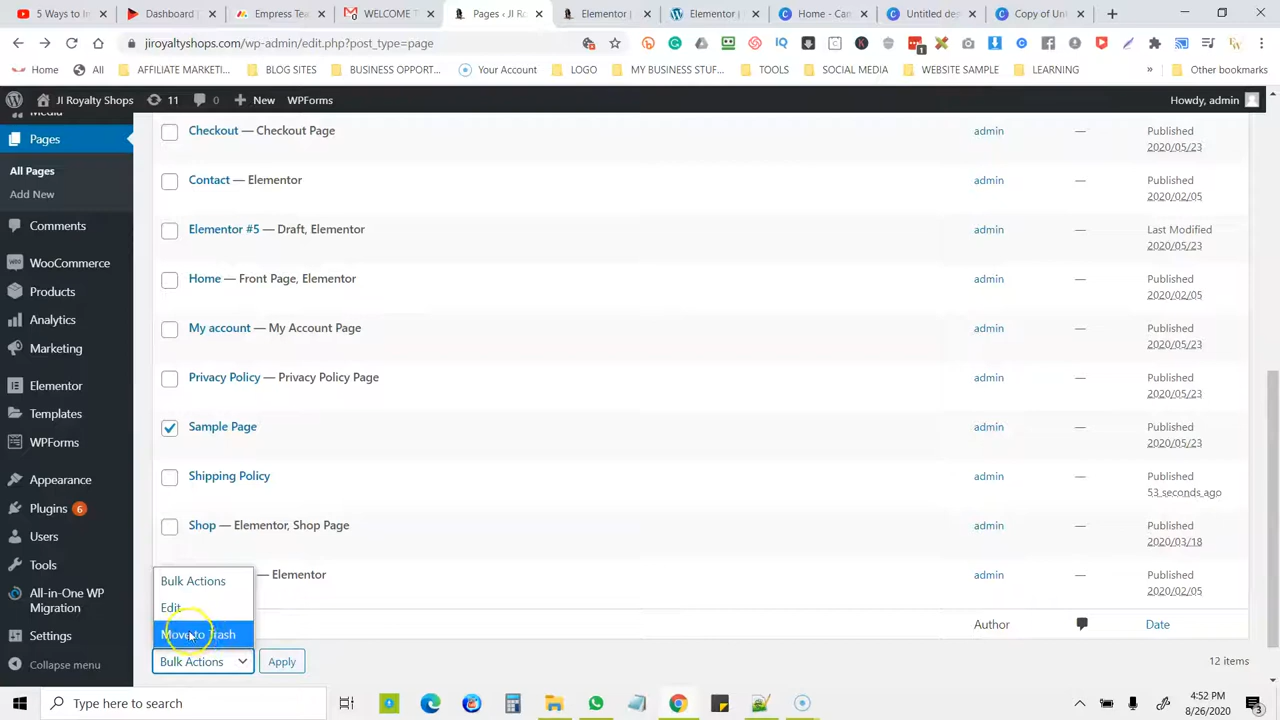 5 Ways to In
Dashboard
Empres Ten
WELCOME T
Pages ‹ JI Ro
Elementor
Elementor
Home - Can
Untitled des
Copy of Unt
jiroyaltyshops.com/wp-admin/edit.php?post_type=page
Home
All
AFFILIATE MARKETI...
BLOG SITES
BUSINESS OPPORT...
Your Account
LOGO
MY BUSINESS STUF...
TOOLS
SOCIAL MEDIA
WEBSITE SAMPLE
LEARNING
»
Other bookmarks
JI Royalty Shops
11
0
New
WPForms
Howdy, admin
Media
Pages
All Pages
Add New
Comments
WooCommerce
Products
Analytics
Marketing
Elementor
Templates
WPForms
Appearance
Plugins 6
Users
Tools
All-in-One WP
Migration
Settings
Collapse menu
Checkout — Checkout Page admin — Published
2020/05/23
Contact — Elementor admin — Published
2020/02/05
Elementor #5 — Draft, Elementor admin — Last Modified
2020/05/23
Home — Front Page, Elementor admin — Published
2020/02/05
My account — My Account Page admin — Published
2020/05/23
Privacy Policy — Privacy Policy Page admin — Published
2020/05/23
Sample Page admin — Published
2020/05/23
Shipping Policy admin — Published
53 seconds ago
Shop — Elementor, Shop Page admin — Published
2020/03/18
— Elementor admin — Published
2020/02/05
Bulk Actions
Edit
Move to Trash
Author
Date
Bulk Actions
Apply
12 items
Type here to search
4:52 PM
8/26/2020
3